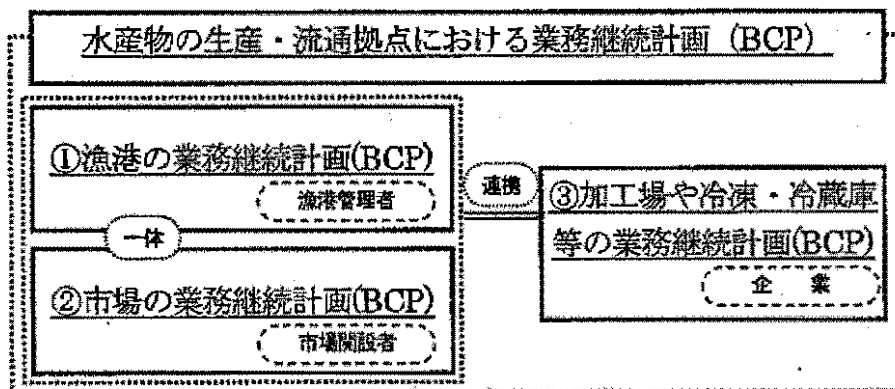 水産物の生産・流通拠点における業務継続計画（BCP）
①漁港の業務継続計画(BCP)
漁港管理者
一体
②市場の業務継続計画(BCP)
市場開設者
連携
③加工場や冷凍・冷蔵庫
等の業務継続計画(BCP)
企　業